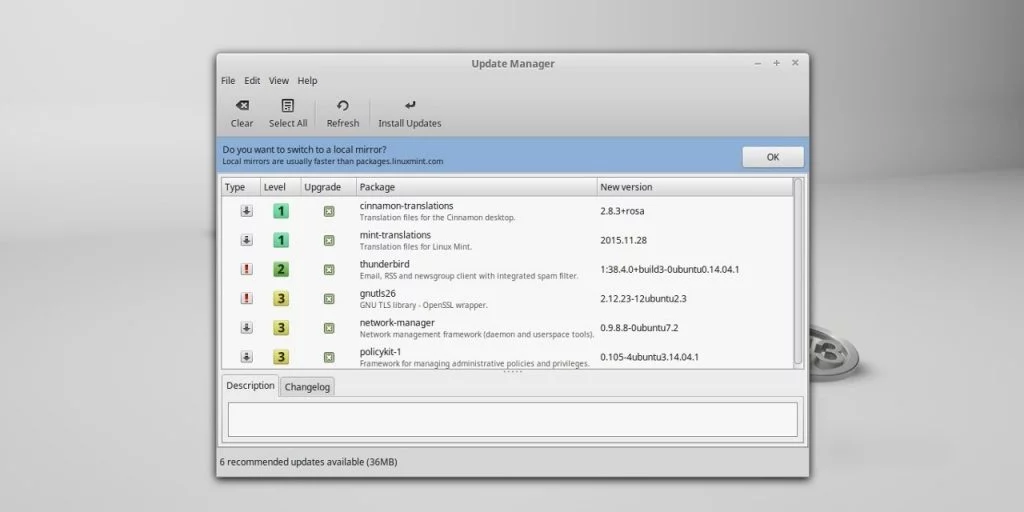 Update Manager
File Edit View Help
Clear Select All Refresh Install Updates
Do you want to switch to a local mirror?
Local mirrors are usually faster than packages.linuxmint.com
OK
Type Level Upgrade Package New version
1 cinnamon-translations 2.8.3+rosa
Translation files for the Cinnamon desktop.
1 mint-translations 2015.11.28
Translation files for Linux Mint.
2 thunderbird 1:38.4.0+build3-0ubuntu0.14.04.1
Email, RSS and newsgroup client with integrated spam filter.
3 gnutls26 2.12.23-12ubuntu2.3
GNU TLS library - OpenSSL wrapper.
3 network-manager 0.9.8.8-0ubuntu7.2
Network management framework (daemon and userspace tools).
3 policykit-1 0.105-4ubuntu3.14.04.1
Framework for managing administrative policies and privileges.
Description Changelog
6 recommended updates available (36MB)